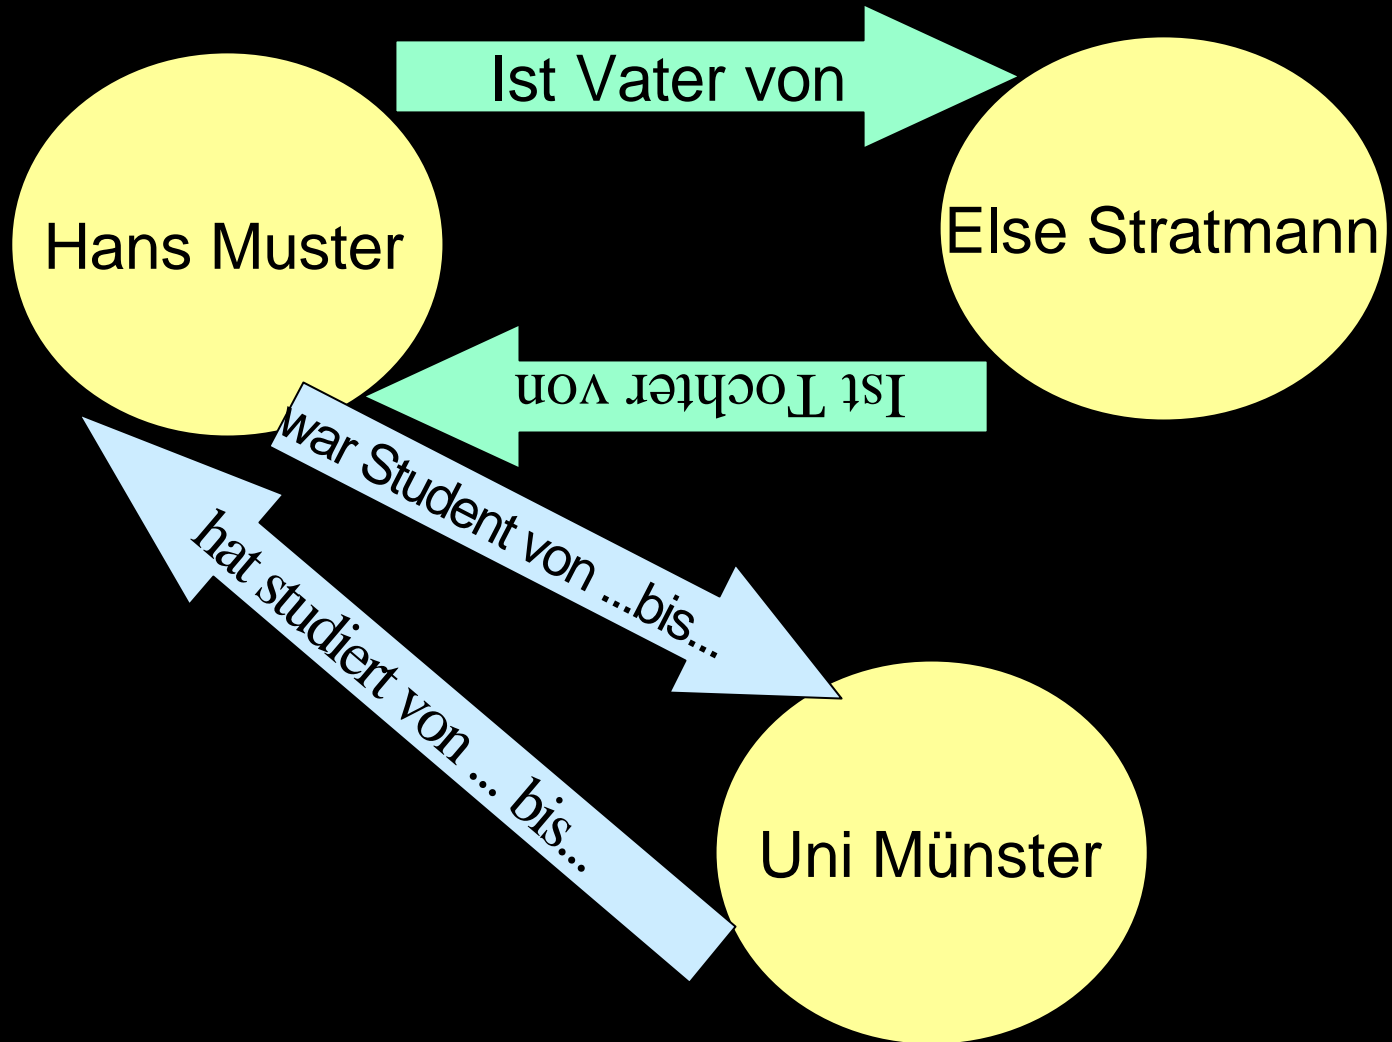 Ist Vater von
Hans Muster
Else Stratmann
Ist Tochter von
war Student von ...bis...
hat studiert von ... bis...
Uni Münster